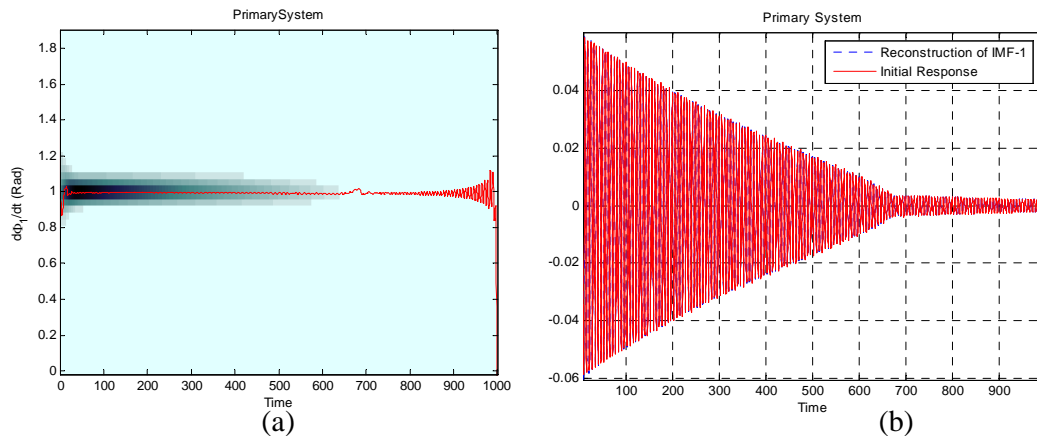 PrimarySystem
1.8
1.6
1.4
1.2
1
0.8
0.6
0.4
0.2
0
dΦ1/dt (Rad)
0 100 200 300 400 500 600 700 800 900 1000
Time
(a)
Primary System
Reconstruction of IMF-1
Initial Response
0.04
0.02
0
-0.02
-0.04
-0.06
100 200 300 400 500 600 700 800 900
Time
(b)